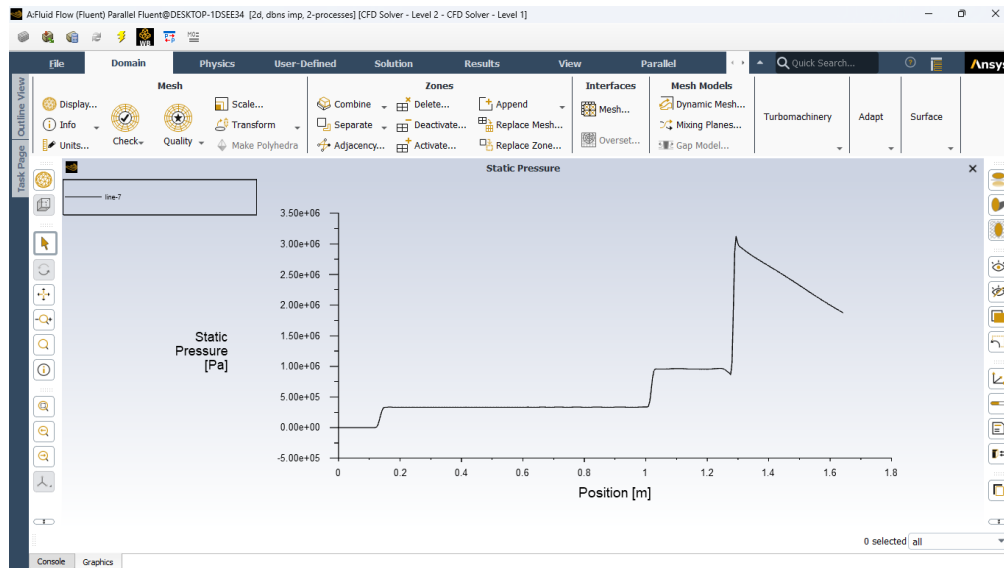 A:Fluid Flow (Fluent) Parallel Fluent@DESKTOP-1DSEE34 [2d, dbns imp, 2-processes] [CFD Solver - Level 2 - CFD Solver - Level 1]
WB
File Domain Physics User-Defined Solution Results View Parallel Quick Search... Ansys
Mesh Zones Interfaces Mesh Models
Display... Scale... Combine Delete... Append Mesh... Dynamic Mesh...
Info Transform Separate Deactivate... Replace Mesh... Mixing Planes... Turbomachinery Adapt Surface
Units... Check Quality Make Polyhedra Adjacency... Activate... Replace Zone... Overset... Gap Model...
Outline View
Task Page
Static Pressure
line-7
3.50e+06
3.00e+06
2.50e+06
2.00e+06
1.50e+06
1.00e+06
5.00e+05
0.00e+00
-5.00e+05
Static
Pressure
[Pa]
0 0.2 0.4 0.6 0.8 1 1.2 1.4 1.6 1.8
Position [m]
0 selected all
Console Graphics